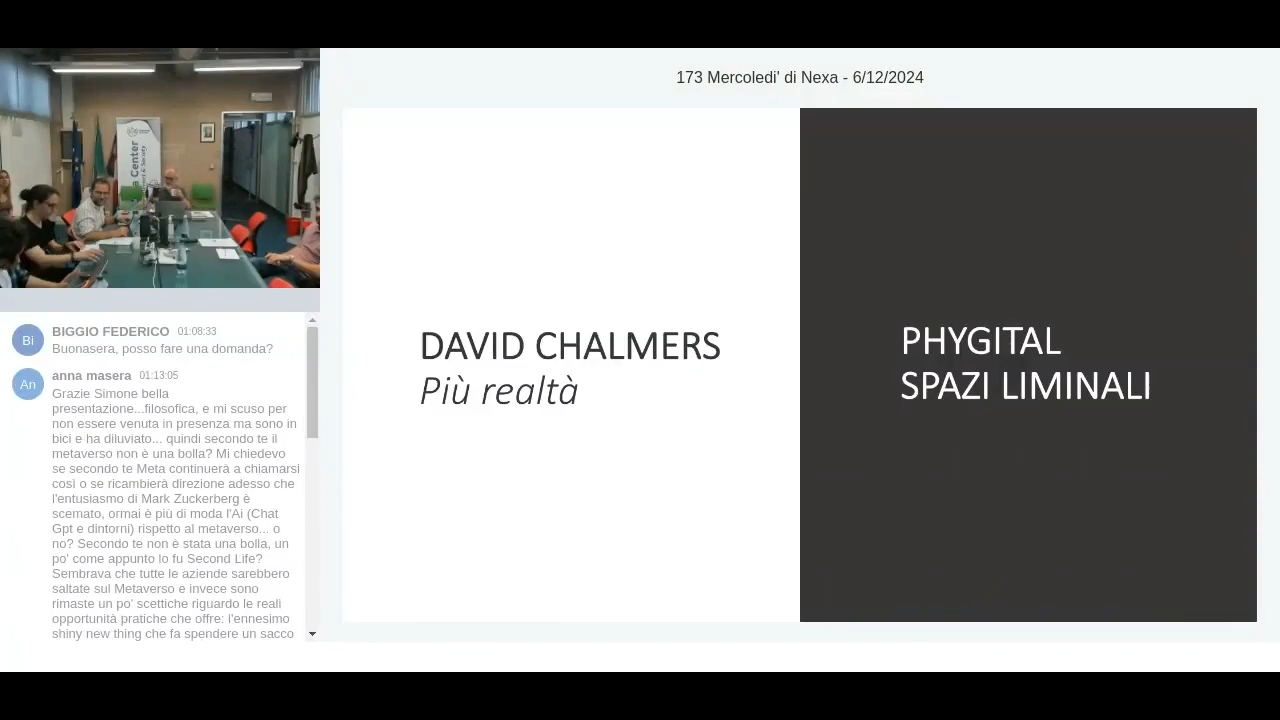 173 Mercoledi' di Nexa - 6/12/2024
DAVID CHALMERS
Più realtà
PHYGITAL
SPAZI LIMINALI
Center
& Society
Bi
BIGGIO FEDERICO 01:08:33
Buonasera, posso fare una domanda?
An
anna masera 01:13:05
Grazie Simone bella
presentazione...filosofica, e mi scuso per
non essere venuta in presenza ma sono in
bici e ha diluviato... quindi secondo te il
metaverso non è una bolla? Mi chiedevo
se secondo te Meta continuerà a chiamarsi
così o se ricambierà direzione adesso che
l'entusiasmo di Mark Zuckerberg è
scemato, ormai è più di moda l'Ai (Chat
Gpt e dintorni) rispetto al metaverso... o
no? Secondo te non è stata una bolla, un
po' come appunto lo fu Second Life?
Sembrava che tutte le aziende sarebbero
saltate sul Metaverso e invece sono
rimaste un po' scettiche riguardo le reali
opportunità pratiche che offre: l'ennesimo
shiny new thing che fa spendere un sacco